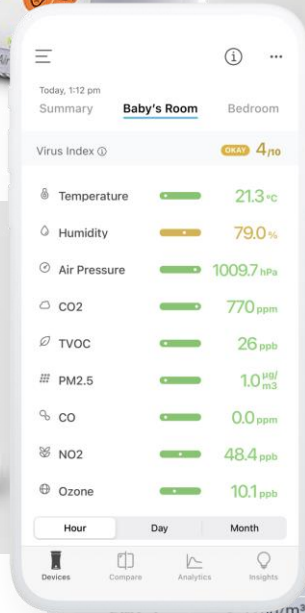 Today, 1:12 pm
Summary Baby's Room Bedroom
Virus Index OKAY 4/10
Temperature 21.3 °C
Humidity 79.0 %
Air Pressure 1009.7 hPa
CO2 770 ppm
TVOC 26 ppb
PM2.5 1.0 µg/m3
CO 0.0 ppm
NO2 48.4 ppb
Ozone 10.1 ppb
Hour Day Month
Devices Compare Analytics Insights